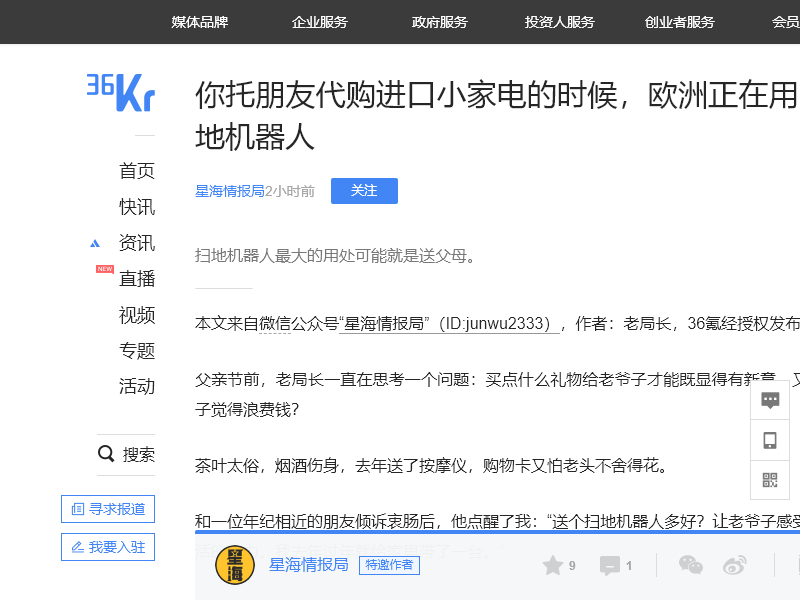 媒体品牌 企业服务 政府服务 投资人服务 创业者服务 会员
36Kr
首页
快讯
资讯
NEW
直播
视频
专题
活动
搜索
寻求报道
我要入驻
你托朋友代购进口小家电的时候，欧洲正在用
地机器人
星海情报局2小时前 关注
扫地机器人最大的用处可能就是送父母。
本文来自微信公众号“星海情报局”（ID:junwu2333），作者：老局长，36氪经授权发布
父亲节前，老局长一直在思考一个问题：买点什么礼物给老爷子才能既显得有新意，又
子觉得浪费钱？
茶叶太俗，烟酒伤身，去年送了按摩仪，购物卡又怕老头不舍得花。
和一位年纪相近的朋友倾诉衷肠后，他点醒了我：“送个扫地机器人多好？让老爷子感受
星海 星海情报局 特邀作者 9 1